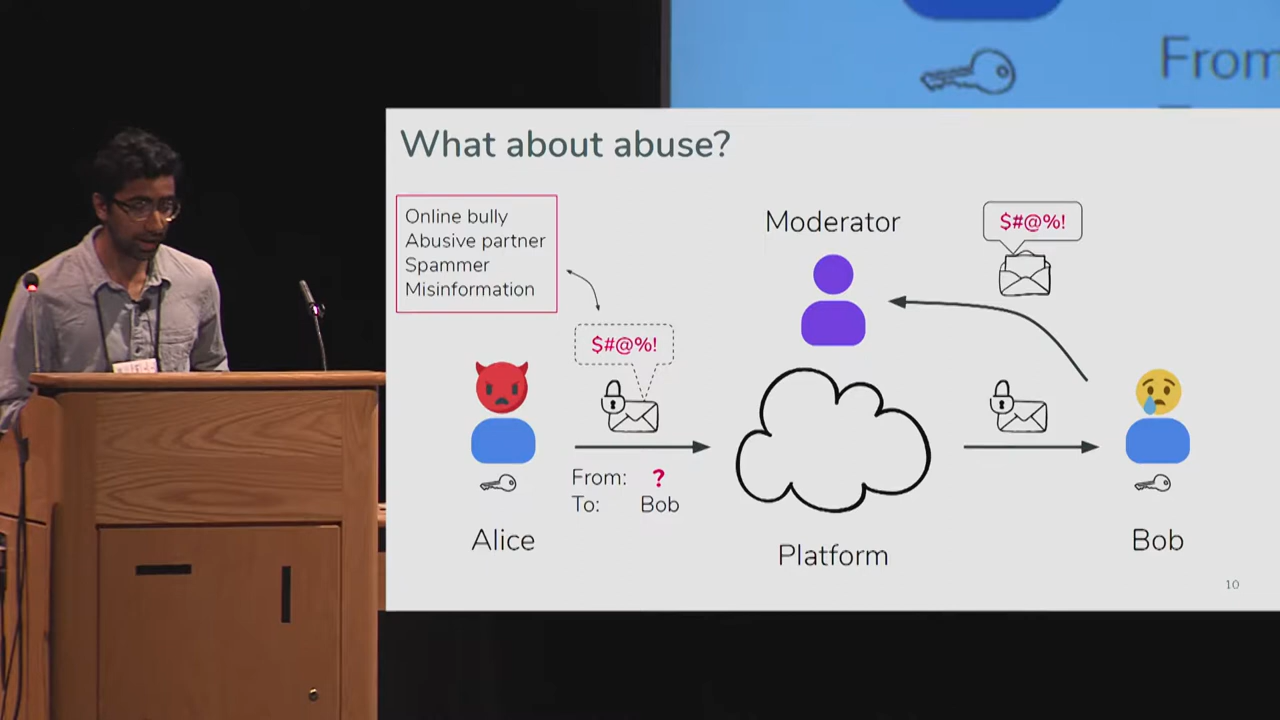 From
What about abuse?
Online bully
Abusive partner
Spammer
Misinformation
Moderator
$#@%!
$#@%!
From: ?
To: Bob
Alice
Platform
Bob
10